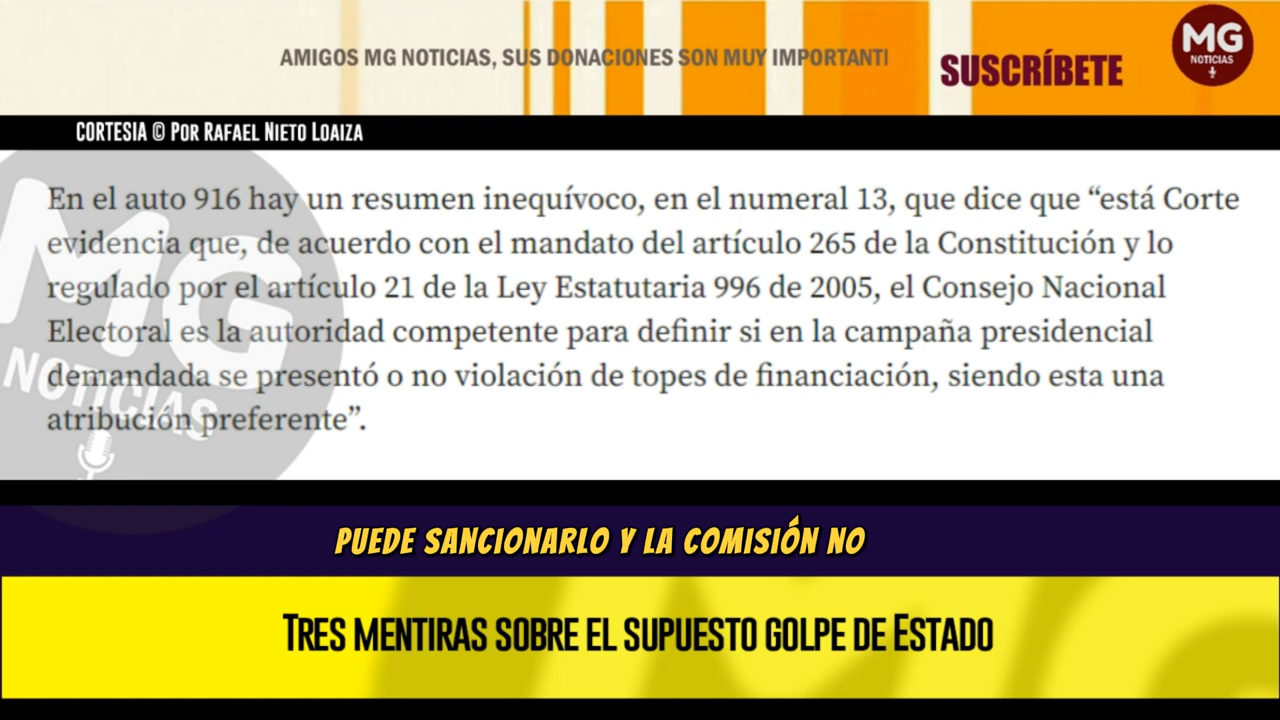 AMIGOS MG NOTICIAS, SUS DONACIONES SON MUY IMPORTANTI
SUSCRÍBETE
MG
NOTICIAS
CORTESIA © POR RAFAEL NIETO LOAIZA
En el auto 916 hay un resumen inequívoco, en el numeral 13, que dice que “está Corte
evidencia que, de acuerdo con el mandato del artículo 265 de la Constitución y lo
regulado por el artículo 21 de la Ley Estatutaria 996 de 2005, el Consejo Nacional
Electoral es la autoridad competente para definir si en la campaña presidencial
demandada se presentó o no violación de topes de financiación, siendo esta una
atribución preferente”.
MG
NOTICIAS
PUEDE SANCIONARLO Y LA COMISIÓN NO
TRES MENTIRAS SOBRE EL SUPUESTO GOLPE DE ESTADO